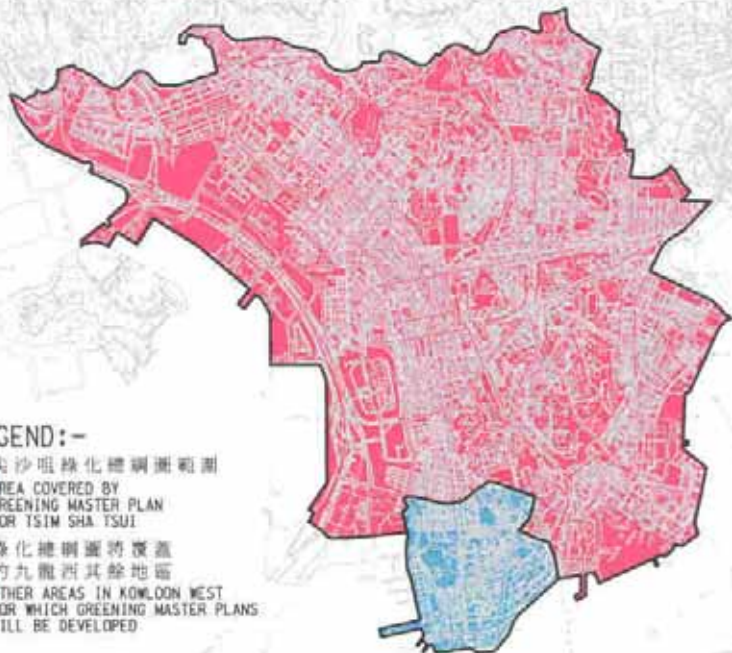 GEND:-
尖沙咀綠化總綱圖範圍
REA COVERED BY
REENING MASTER PLAN
OR TSIM SHA TSUI
綠化總綱圖將覆蓋
的九龍西其餘地區
THER AREAS IN KOWLOON WEST
OR WHICH GREENING MASTER PLANS
ILL BE DEVELOPED